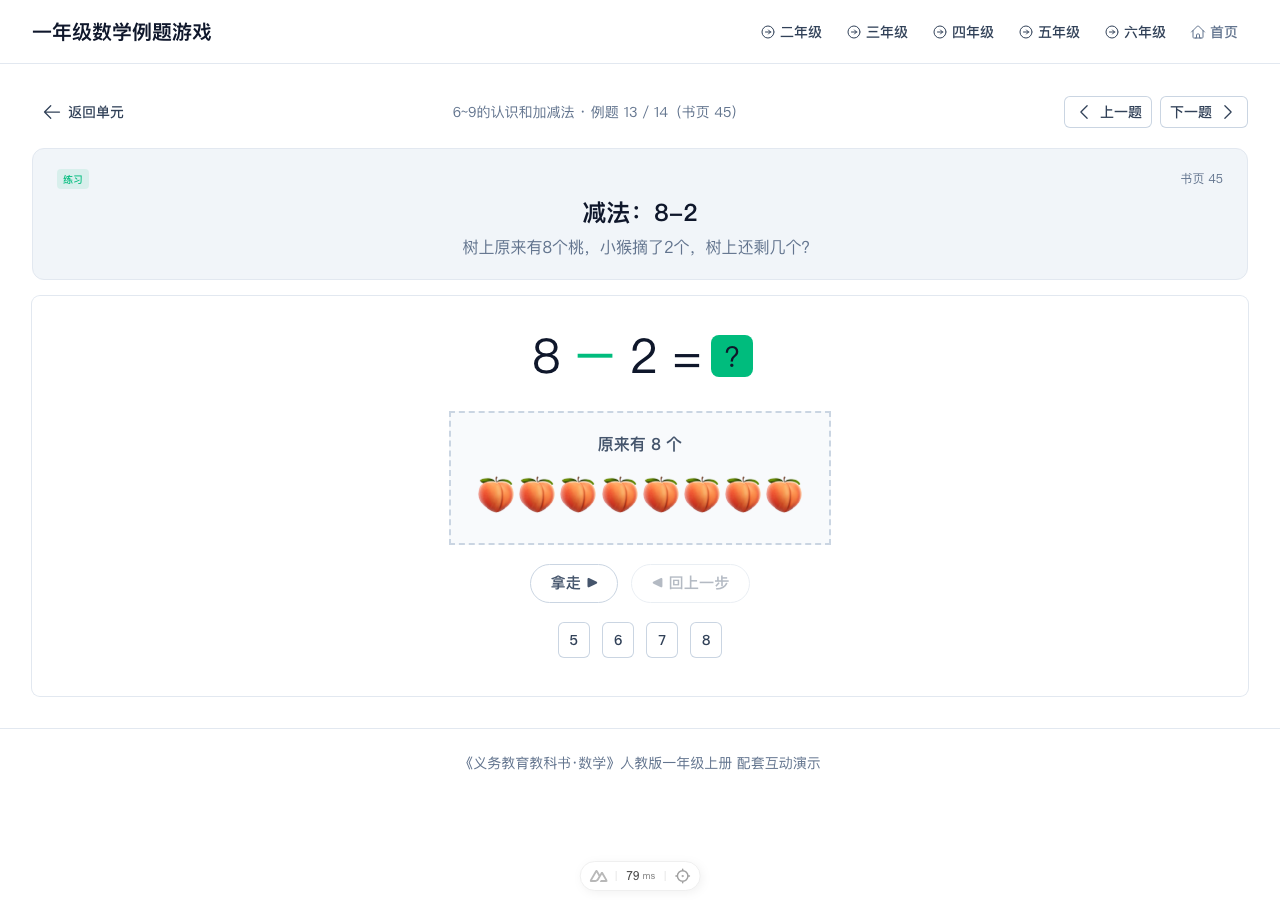 一年级数学例题游戏
二年级
三年级
四年级
五年级
六年级
首页
返回单元
6~9的认识和加减法 · 例题 13 / 14（书页 45）
上一题
下一题
练习
书页 45
减法：8−2
树上原来有8个桃，小猴摘了2个，树上还剩几个？
8 − 2 = ?
原来有 8 个
拿走 ▶
◀ 回上一步
5
6
7
8
《义务教育教科书·数学》人教版一年级上册 配套互动演示
79 ms